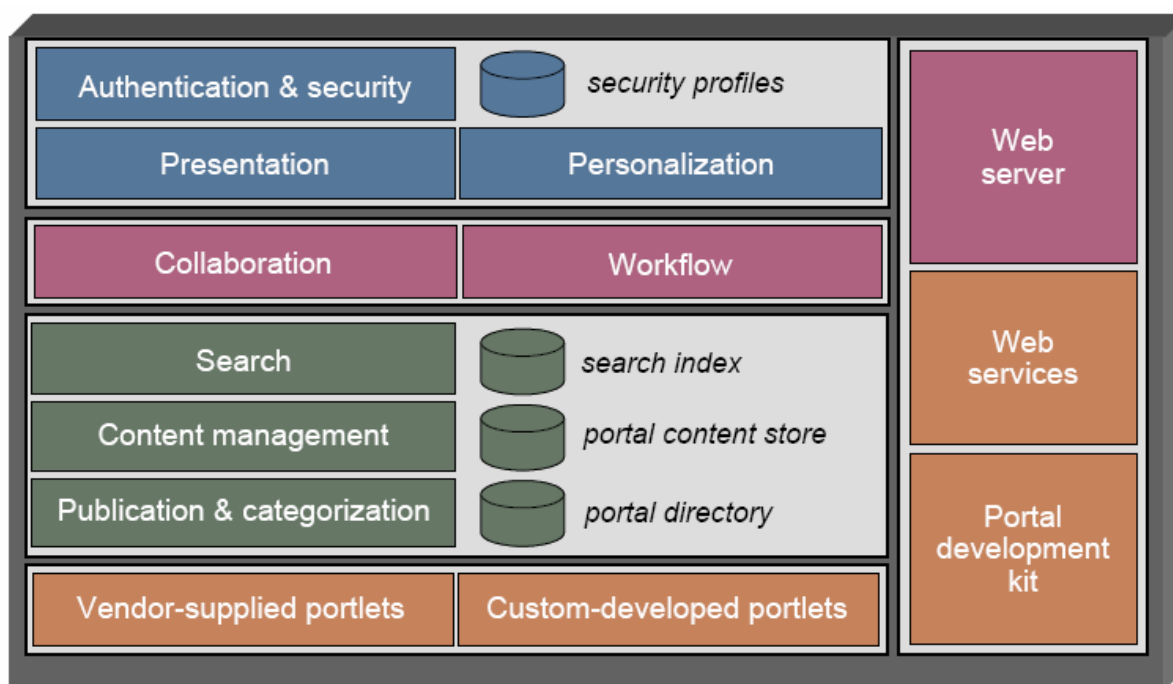 Authentication & security
security profiles
Presentation
Personalization
Collaboration
Workflow
Search
search index
Content management
portal content store
Publication & categorization
portal directory
Vendor-supplied portlets
Custom-developed portlets
Web
server
Web
services
Portal
development
kit